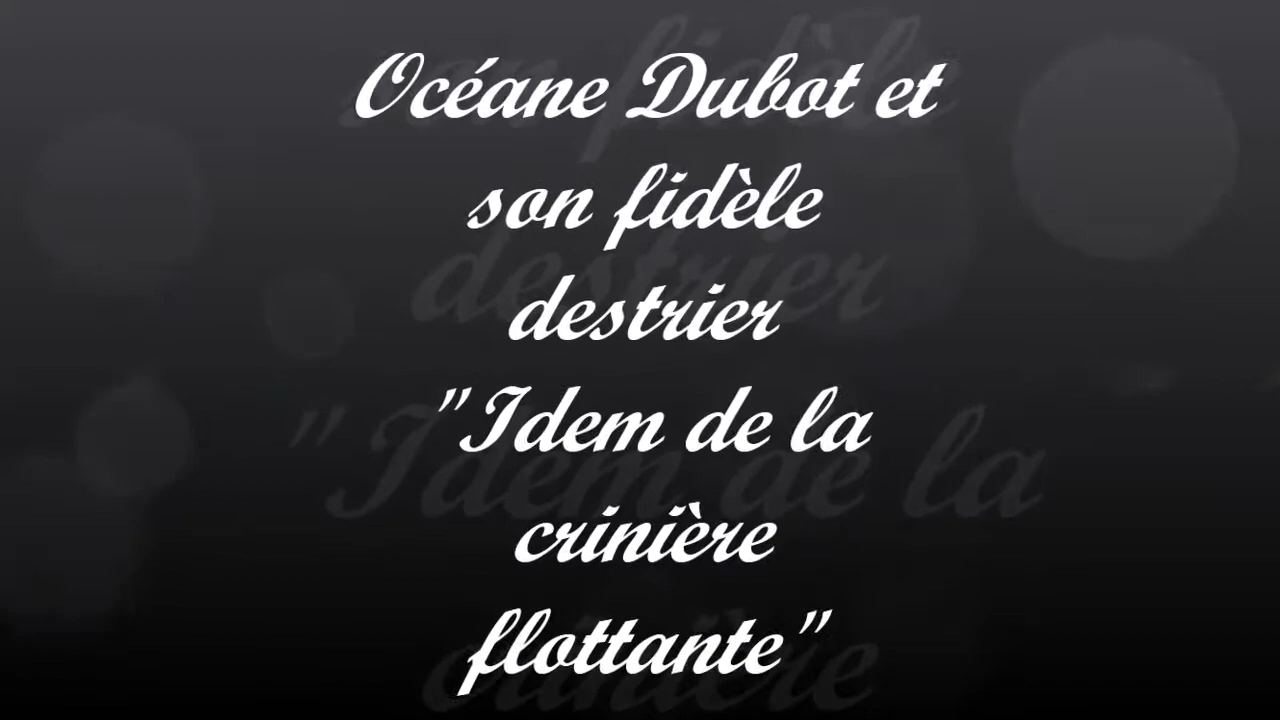 Océane Dubot et
son fidèle
destrier
"Idem de la
crinière
flottante"